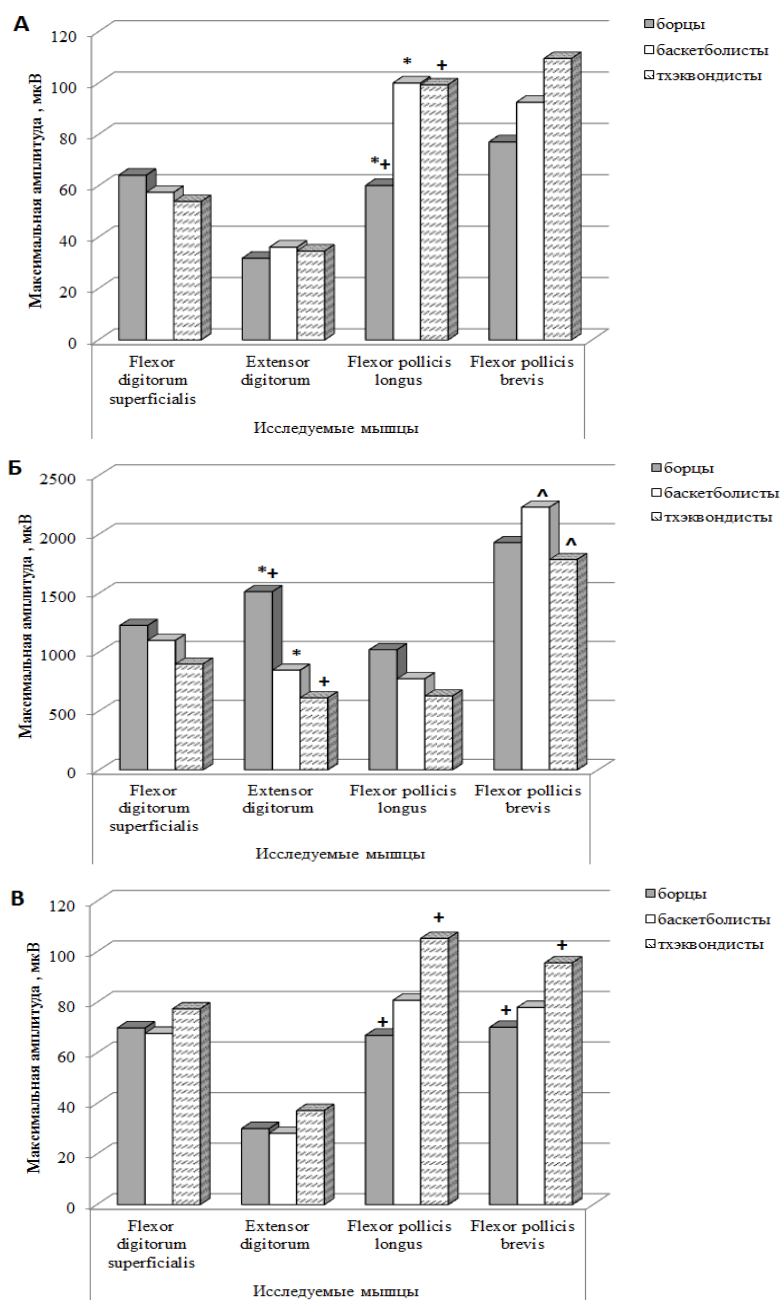 А
борцы
баскетболисты
тхэквондисты
Максимальная амплитуда , мкВ
120
100
80
60
40
20
0
*+
*
+
Flexor digitorum superficialis
Extensor digitorum
Flexor pollicis longus
Flexor pollicis brevis
Исследуемые мышцы
Б
борцы
баскетболисты
тхэквондисты
Максимальная амплитуда , мкВ
2500
2000
1500
1000
500
0
*+
*
+
^
^
Flexor digitorum superficialis
Extensor digitorum
Flexor pollicis longus
Flexor pollicis brevis
Исследуемые мышцы
В
борцы
баскетболисты
тхэквондисты
Максимальная амплитуда , мкВ
120
100
80
60
40
20
0
+
+
+
+
Flexor digitorum superficialis
Extensor digitorum
Flexor pollicis longus
Flexor pollicis brevis
Исследуемые мышцы